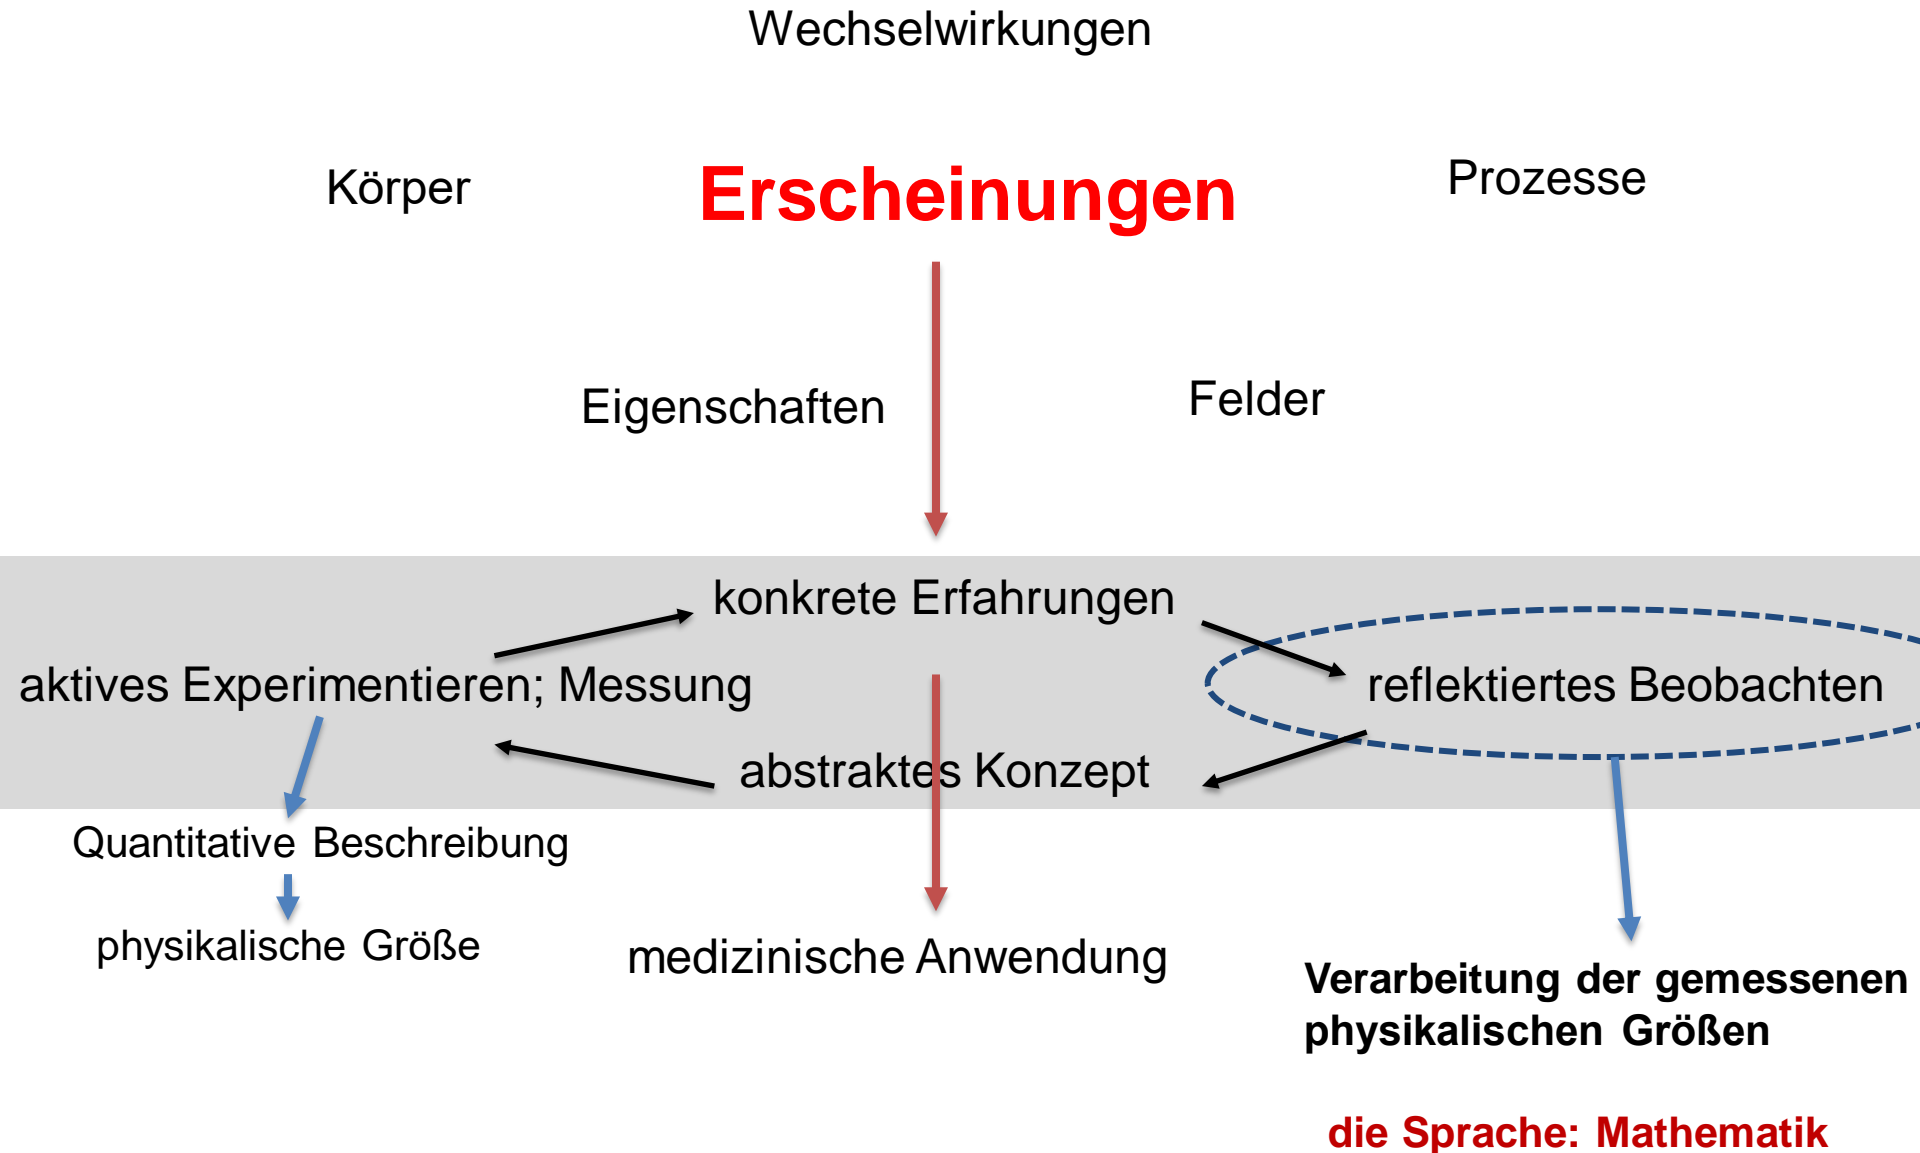 Wechselwirkungen
Körper
Erscheinungen
Prozesse
Eigenschaften
Felder
konkrete Erfahrungen
aktives Experimentieren; Messung
reflektiertes Beobachten
abstraktes Konzept
Quantitative Beschreibung
physikalische Größe
medizinische Anwendung
Verarbeitung der gemessenen
physikalischen Größen
die Sprache: Mathematik